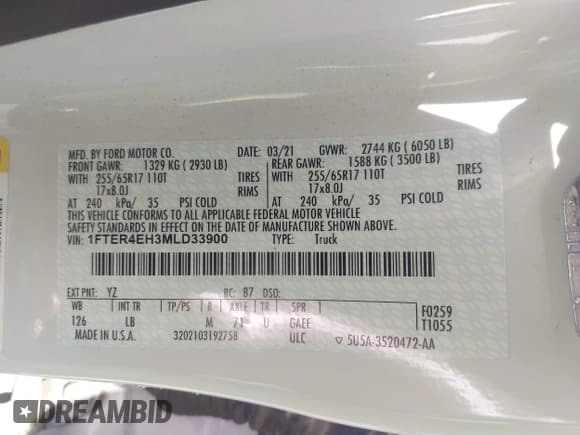 MFD. BY FORD MOTOR CO. DATE: 03/21 GVWR: 2744 KG ( 6050 LB)
FRONT GAWR: 1329 KG ( 2930 LB) REAR GAWR: 1588 KG ( 3500 LB)
WITH 255/65R17 110T TIRES WITH 255/65R17 110T TIRES
17x8.0J RIMS 17x8.0J RIMS
AT 240 kPa/ 35 PSI COLD AT 240 kPa/ 35 PSI COLD
THIS VEHICLE CONFORMS TO ALL APPLICABLE FEDERAL MOTOR VEHICLE
SAFETY STANDARDS IN EFFECT ON THE DATE OF MANUFACTURE SHOWN ABOVE.
VIN: 1FTER4EH3MLD33900 TYPE: Truck
EXT PNT: YZ RC: 87 DSO:
WB LB TP/PS R AXLE TR SPR F0259
126 LB M 71 U GAEE T1055
MADE IN U.S.A. 3202103192758 ULC ▽ 5U5A-3520472-AA
DREAMBID